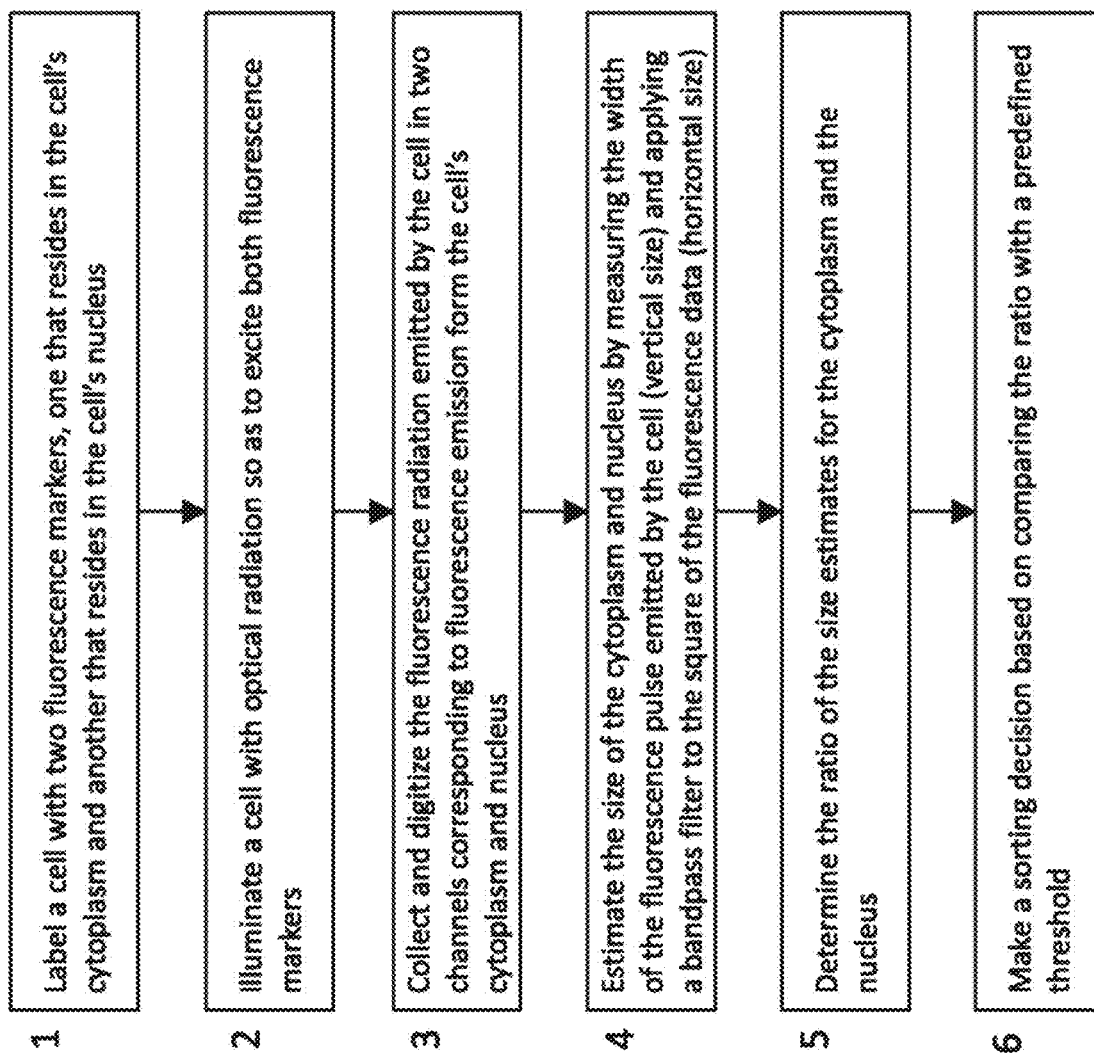 1
Label a cell with two fluorescence markers, one that resides in the cell's
cytoplasm and another that resides in the cell's nucleus
2
Illuminate a cell with optical radiation so as to excite both fluorescence
markers
3
Collect and digitize the fluorescence radiation emitted by the cell in two
channels corresponding to fluorescence emission form the cell's
cytoplasm and nucleus
4
Estimate the size of the cytoplasm and nucleus by measuring the width
of the fluorescence pulse emitted by the cell (vertical size) and applying
a bandpass filter to the square of the fluorescence data (horizontal size)
5
Determine the ratio of the size estimates for the cytoplasm and the
nucleus
6
Make a sorting decision based on comparing the ratio with a predefined
threshold